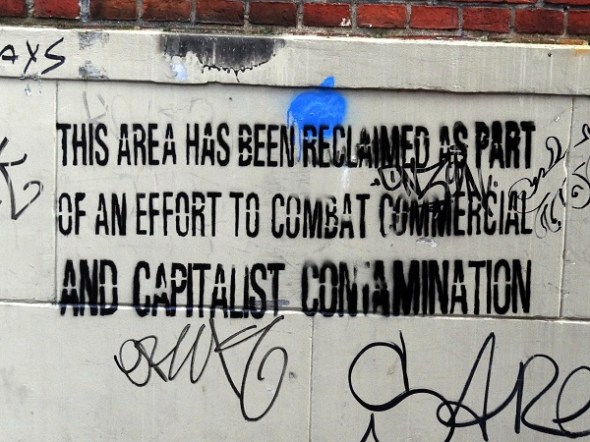 THIS AREA HAS BEEN RECLAIMED AS PART
OF AN EFFORT TO COMBAT COMMERCIAL
AND CAPITALIST CONTAMINATION